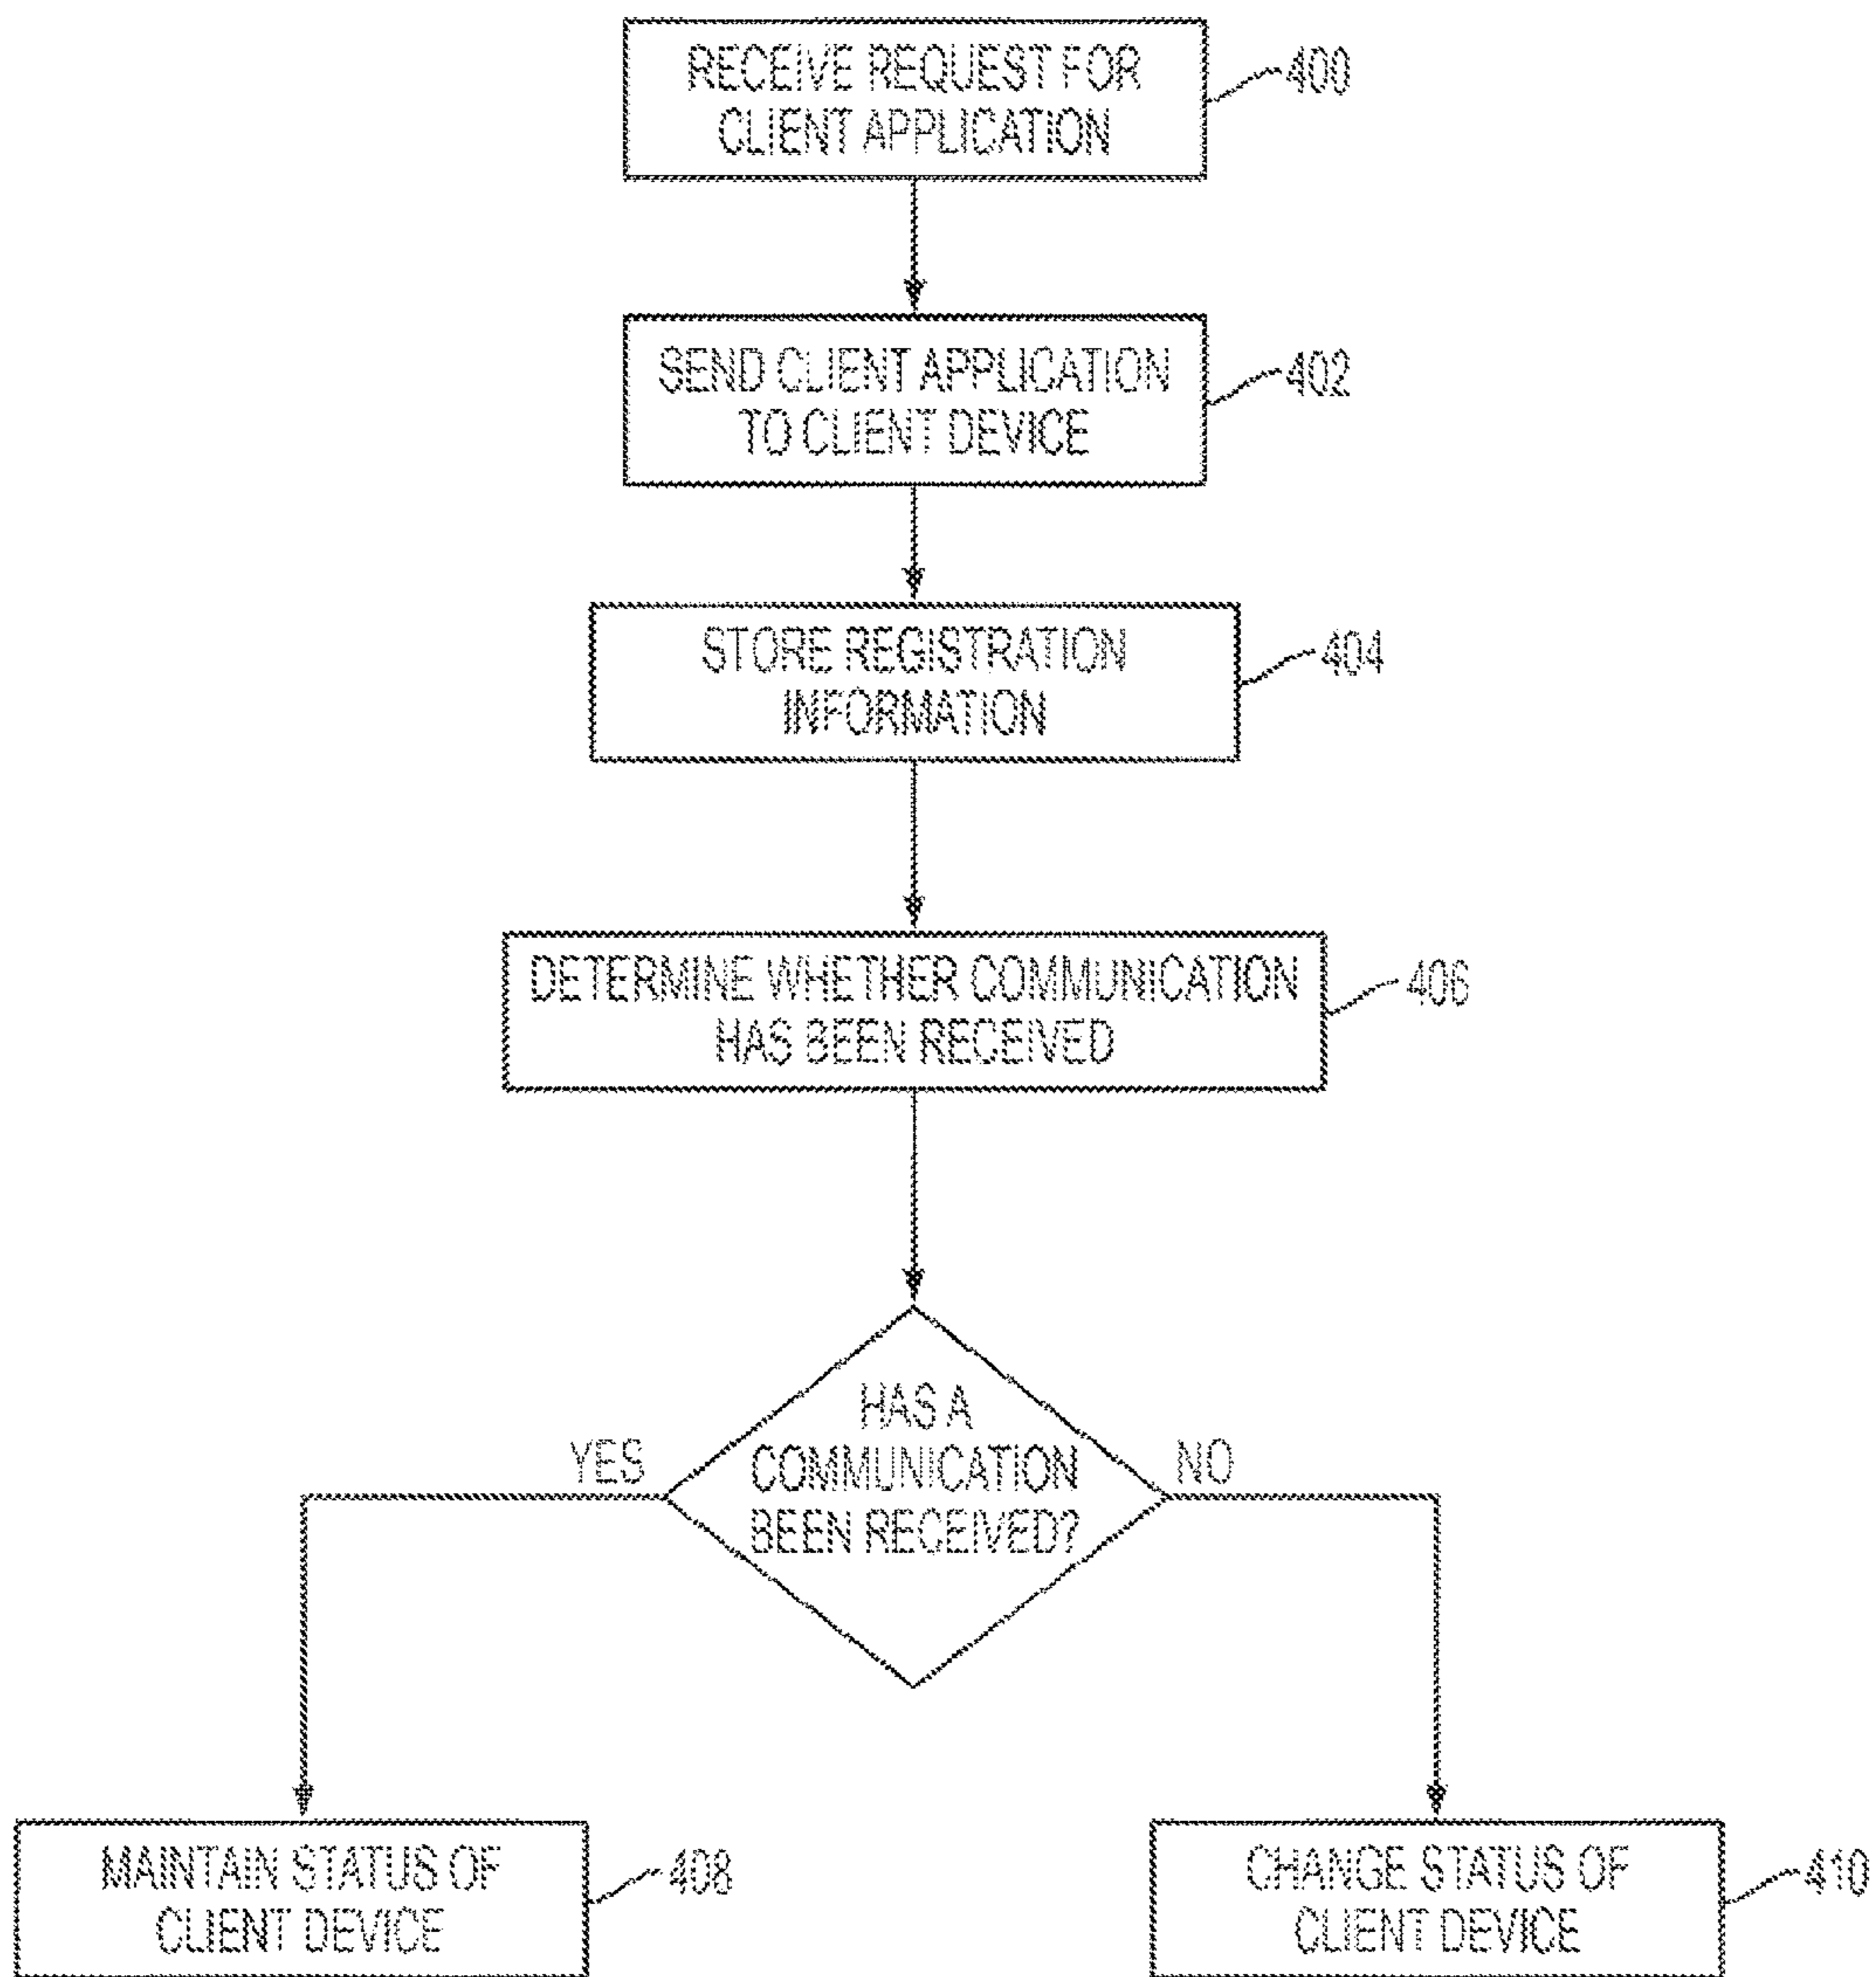 RECEIVE REQUEST FOR
CLIENT APPLICATION
400
SEND CLIENT APPLICATION
TO CLIENT DEVICE
402
STORE REGISTRATION
INFORMATION
404
DETERMINE WHETHER COMMUNICATION
HAS BEEN RECEIVED
406
HAS A
COMMUNICATION
BEEN RECEIVED?
YES
NO
MAINTAIN STATUS OF
CLIENT DEVICE
408
CHANGE STATUS OF
CLIENT DEVICE
410